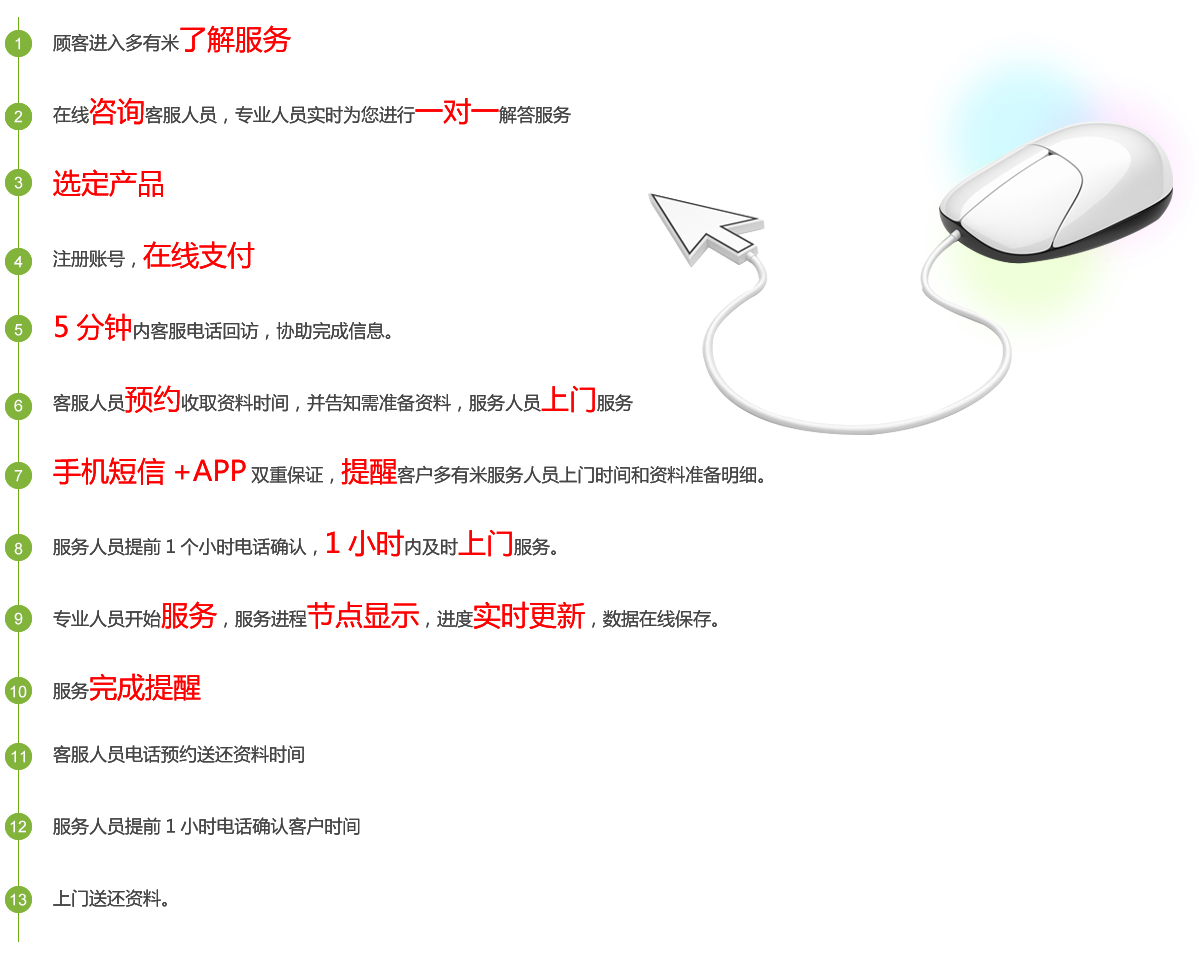 1 顾客进入多有米了解服务
2 在线咨询客服人员，专业人员实时为您进行一对一解答服务
3 选定产品
4 注册账号，在线支付
5 5 分钟内客服电话回访，协助完成信息。
6 客服人员预约收取资料时间，并告知需准备资料，服务人员上门服务
7 手机短信 +APP 双重保证，提醒客户多有米服务人员上门时间和资料准备明细。
8 服务人员提前 1 个小时电话确认，1 小时内及时上门服务。
9 专业人员开始服务，服务进程节点显示，进度实时更新，数据在线保存。
10 服务完成提醒
11 客服人员电话预约送还资料时间
12 服务人员提前 1 小时电话确认客户时间
13 上门送还资料。